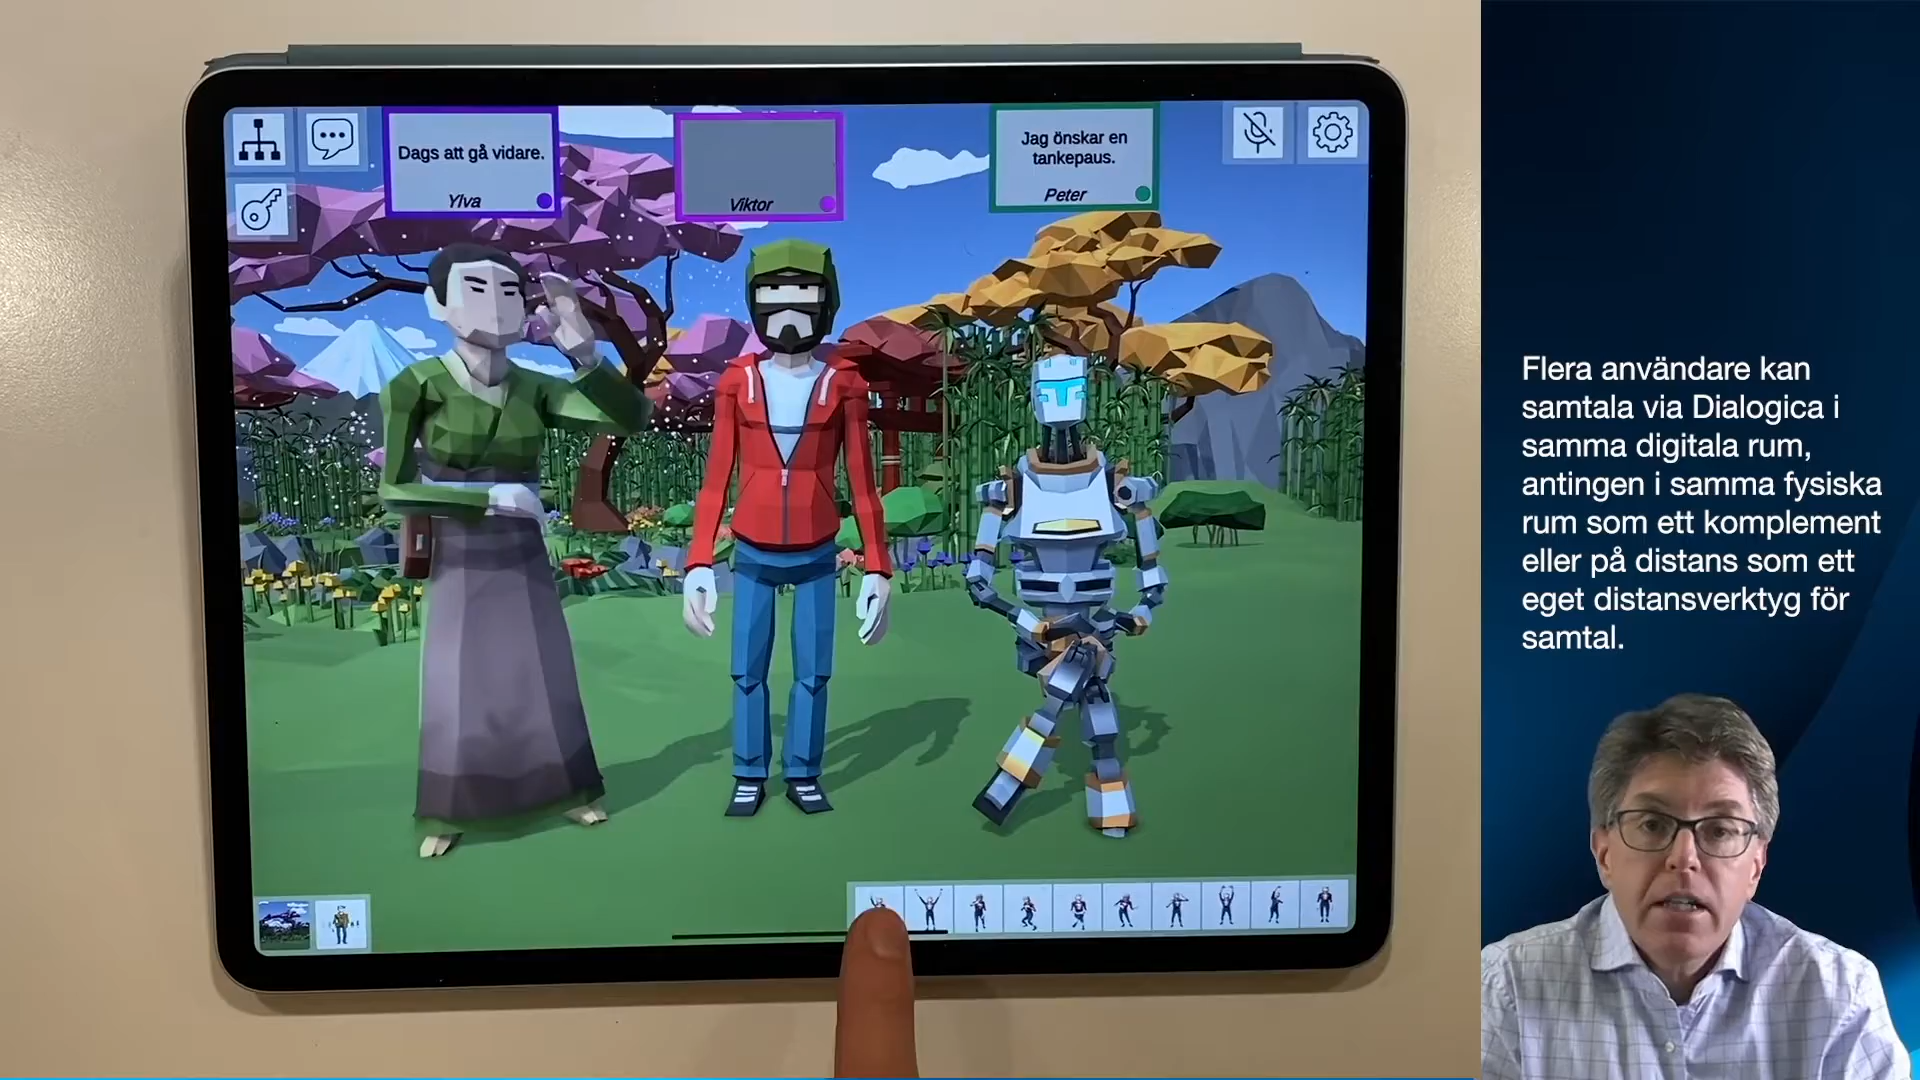 Dags att gå vidare.
Ylva
Viktor
Jag önskar en
tankepaus.
Peter
Flera användare kan
samtala via Dialogica i
samma digitala rum,
antingen i samma fysiska
rum som ett komplement
eller på distans som ett
eget distansverktyg för
samtal.